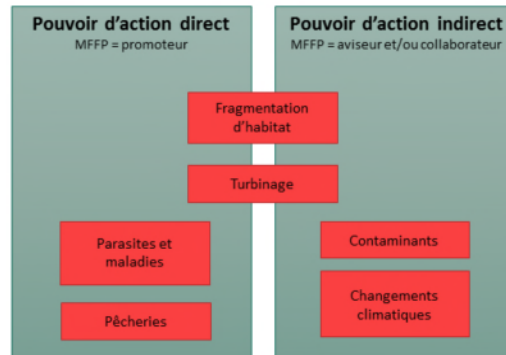 Pouvoir d'action direct
MFFP = promoteur
Pouvoir d'action indirect
MFFP = aviseur et/ou collaborateur
Fragmentation
d'habitat
Turbinage
Parasites et
maladies
Pêcheries
Contaminants
Changements
climatiques